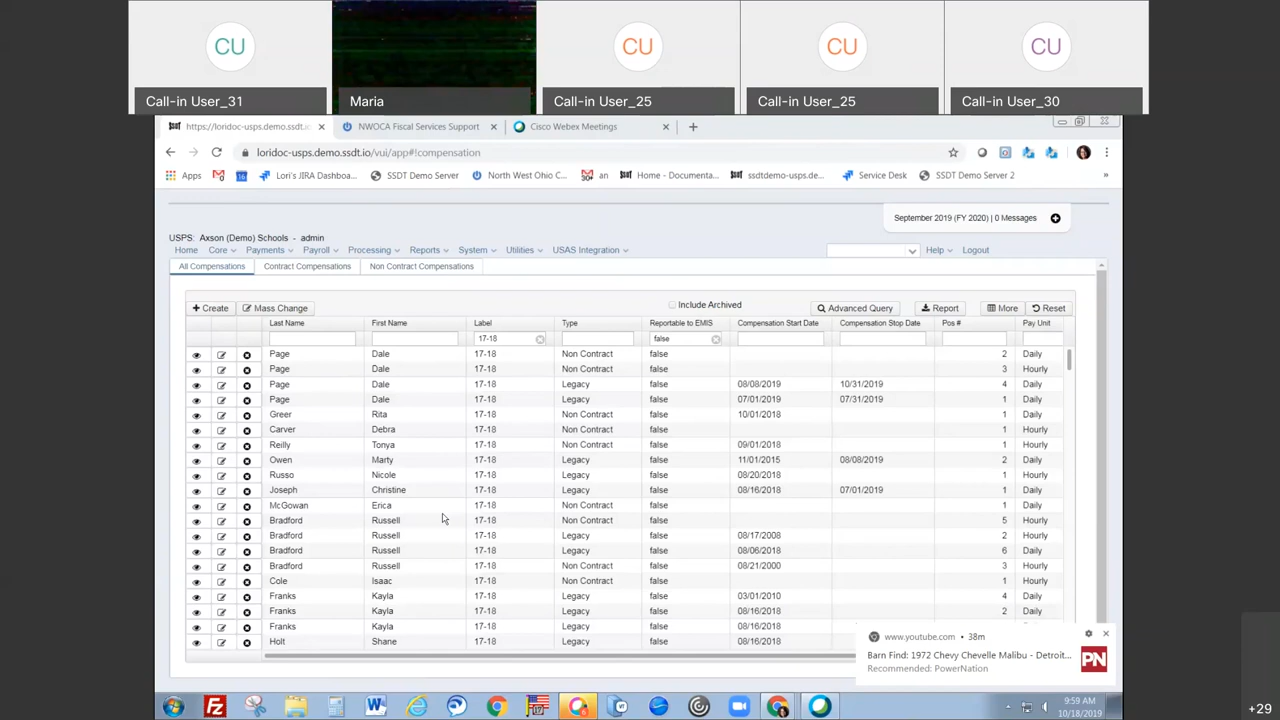 CU CU CU CU
Call-in User_31 Maria Call-in User_25 Call-in User_25 Call-in User_30
https://loridoc-usps.demo.ssdt.io NWOCA Fiscal Services Support Cisco Webex Meetings
loridoc-usps.demo.ssdt.io/vui/app#!compensation
Apps Lori's JIRA Dashboa... SSDT Demo Server North West Ohio C... 30+ an Home - Documenta... ssdtdemo-usps.de... Service Desk SSDT Demo Server 2 »
September 2019 (FY 2020) | 0 Messages
USPS: Axson (Demo) Schools - admin
Home Core Payments Payroll Processing Reports System Utilities USAS Integration Help Logout
All Compensations Contract Compensations Non Contract Compensations
Create Mass Change Include Archived Advanced Query Report More Reset
Last Name First Name Label Type Reportable to EMIS Compensation Start Date Compensation Stop Date Pos # Pay Unit
17-18 false
Page Dale 17-18 Non Contract false 2 Daily
Page Dale 17-18 Non Contract false 3 Hourly
Page Dale 17-18 Legacy false 08/08/2019 10/31/2019 4 Daily
Page Dale 17-18 Legacy false 07/01/2019 07/31/2019 1 Daily
Greer Rita 17-18 Non Contract false 10/01/2018 1 Daily
Carver Debra 17-18 Non Contract false 1 Hourly
Reilly Tonya 17-18 Legacy false 09/01/2018 1 Hourly
Owen Marty 17-18 Legacy false 11/01/2015 08/08/2019 2 Daily
Russo Nicole 17-18 Legacy false 08/20/2018 1 Hourly
Joseph Christine 17-18 Legacy false 08/16/2018 07/01/2019 1 Daily
McGowan Erica 17-18 Non Contract false 1 Daily
Bradford Russell 17-18 Non Contract false 5 Hourly
Bradford Russell 17-18 Legacy false 08/17/2008 2 Hourly
Bradford Russell 17-18 Legacy false 08/06/2018 6 Daily
Bradford Russell 17-18 Non Contract false 08/21/2000 3 Hourly
Cole Isaac 17-18 Non Contract false 1 Hourly
Franks Kayla 17-18 Legacy false 03/01/2010 4 Daily
Franks Kayla 17-18 Legacy false 08/16/2018 2 Daily
Franks Kayla 17-18 Legacy false 08/16/2018
Holt Shane 17-18 Legacy false 08/16/2018
www.youtube.com • 38m
Barn Find: 1972 Chevy Chevelle Malibu - Detroit...
Recommended: PowerNation
PN
9:59 AM
10/18/2019
+29